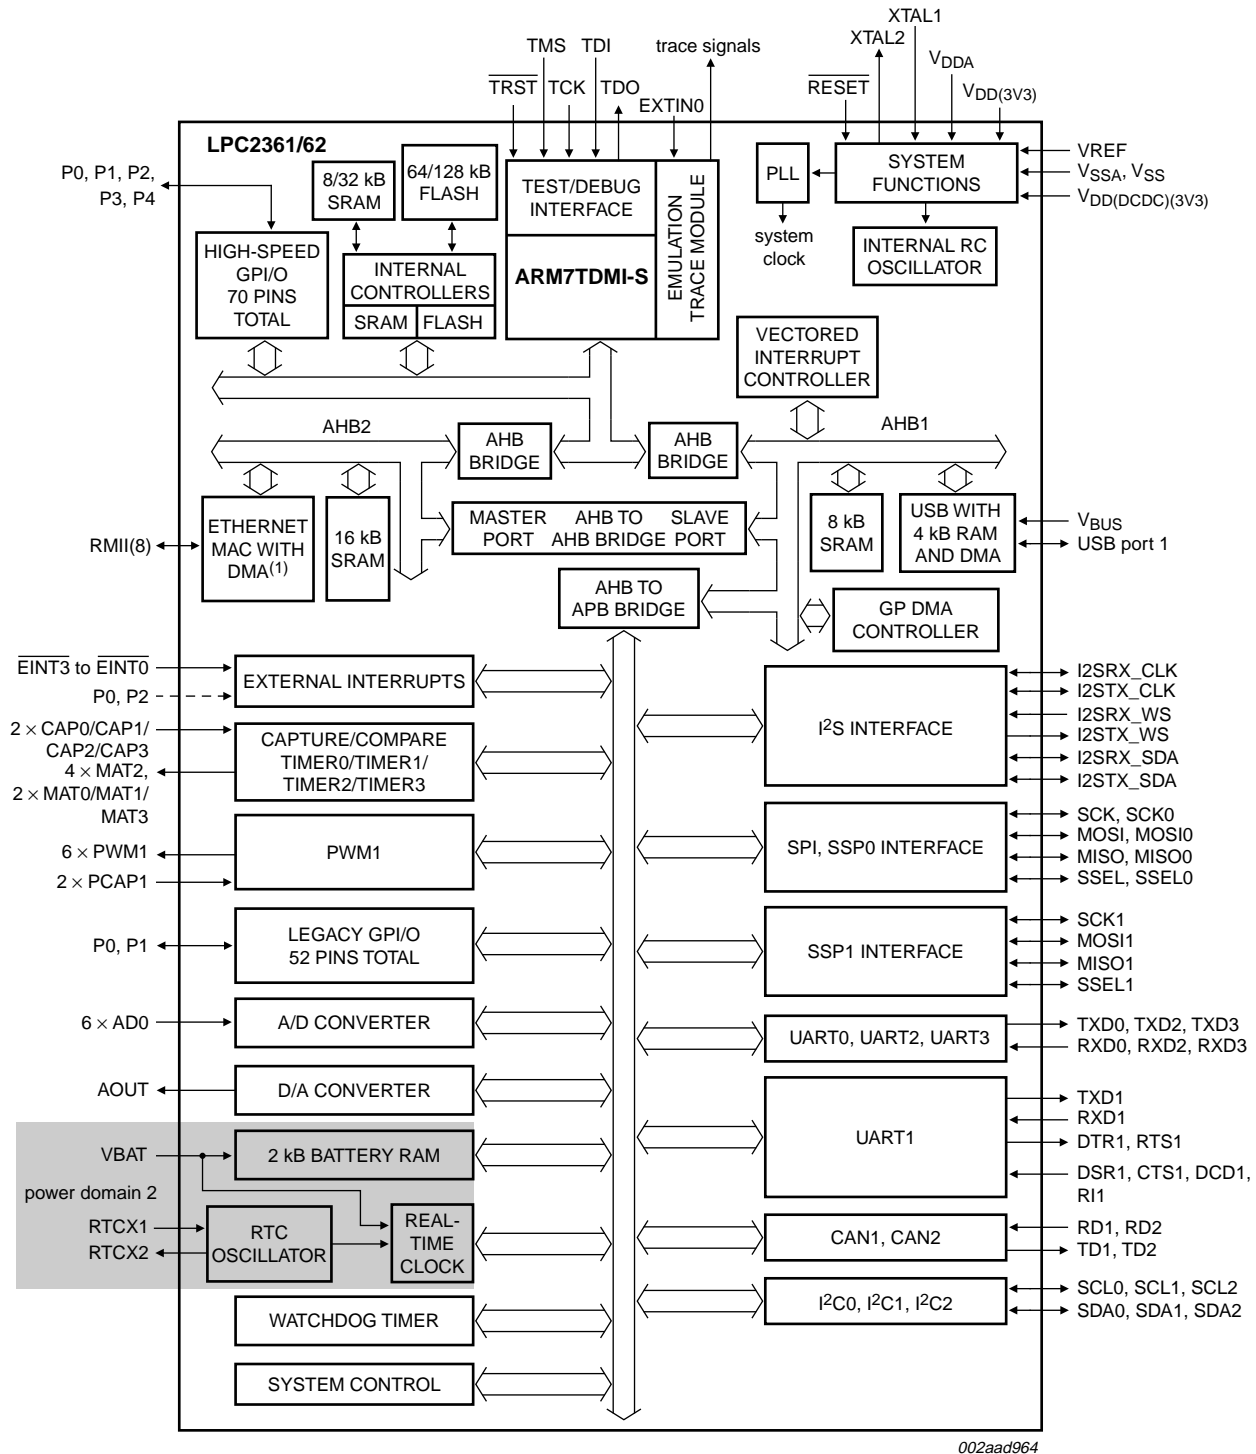 XTAL1
XTAL2
TMS TDI
trace signals
VDDA
TRST TCK TDO
RESET
VDD(3V3)
EXTIN0
LPC2361/62
P0, P1, P2,
P3, P4
8/32 kB
SRAM
64/128 kB
FLASH
TEST/DEBUG
INTERFACE
EMULATION
TRACE MODULE
PLL
SYSTEM
FUNCTIONS
VREF
VSSA, VSS
VDD(DCDC)(3V3)
system
clock
HIGH-SPEED
GPI/O
70 PINS
TOTAL
INTERNAL
CONTROLLERS
SRAM FLASH
ARM7TDMI-S
INTERNAL RC
OSCILLATOR
VECTORED
INTERRUPT
CONTROLLER
AHB2
AHB
BRIDGE
AHB
BRIDGE
AHB1
RMII(8)
ETHERNET
MAC WITH
DMA(1)
16 kB
SRAM
MASTER
PORT
AHB TO
AHB BRIDGE
SLAVE
PORT
8 kB
SRAM
USB WITH
4 kB RAM
AND DMA
VBUS
USB port 1
AHB TO
APB BRIDGE
GP DMA
CONTROLLER
EINT3 to EINT0
P0, P2
EXTERNAL INTERRUPTS
2 × CAP0/CAP1/
CAP2/CAP3
4 × MAT2,
2 × MAT0/MAT1/
MAT3
CAPTURE/COMPARE
TIMER0/TIMER1/
TIMER2/TIMER3
6 × PWM1
2 × PCAP1
PWM1
P0, P1
LEGACY GPI/O
52 PINS TOTAL
6 × AD0
A/D CONVERTER
AOUT
D/A CONVERTER
VBAT
2 kB BATTERY RAM
power domain 2
RTCX1
RTCX2
RTC
OSCILLATOR
REAL-
TIME
CLOCK
WATCHDOG TIMER
SYSTEM CONTROL
I2S INTERFACE
I2SRX_CLK
I2STX_CLK
I2SRX_WS
I2STX_WS
I2SRX_SDA
I2STX_SDA
SPI, SSP0 INTERFACE
SCK, SCK0
MOSI, MOSI0
MISO, MISO0
SSEL, SSEL0
SSP1 INTERFACE
SCK1
MOSI1
MISO1
SSEL1
UART0, UART2, UART3
TXD0, TXD2, TXD3
RXD0, RXD2, RXD3
UART1
TXD1
RXD1
DTR1, RTS1
DSR1, CTS1, DCD1,
RI1
CAN1, CAN2
RD1, RD2
TD1, TD2
I2C0, I2C1, I2C2
SCL0, SCL1, SCL2
SDA0, SDA1, SDA2
002aad964